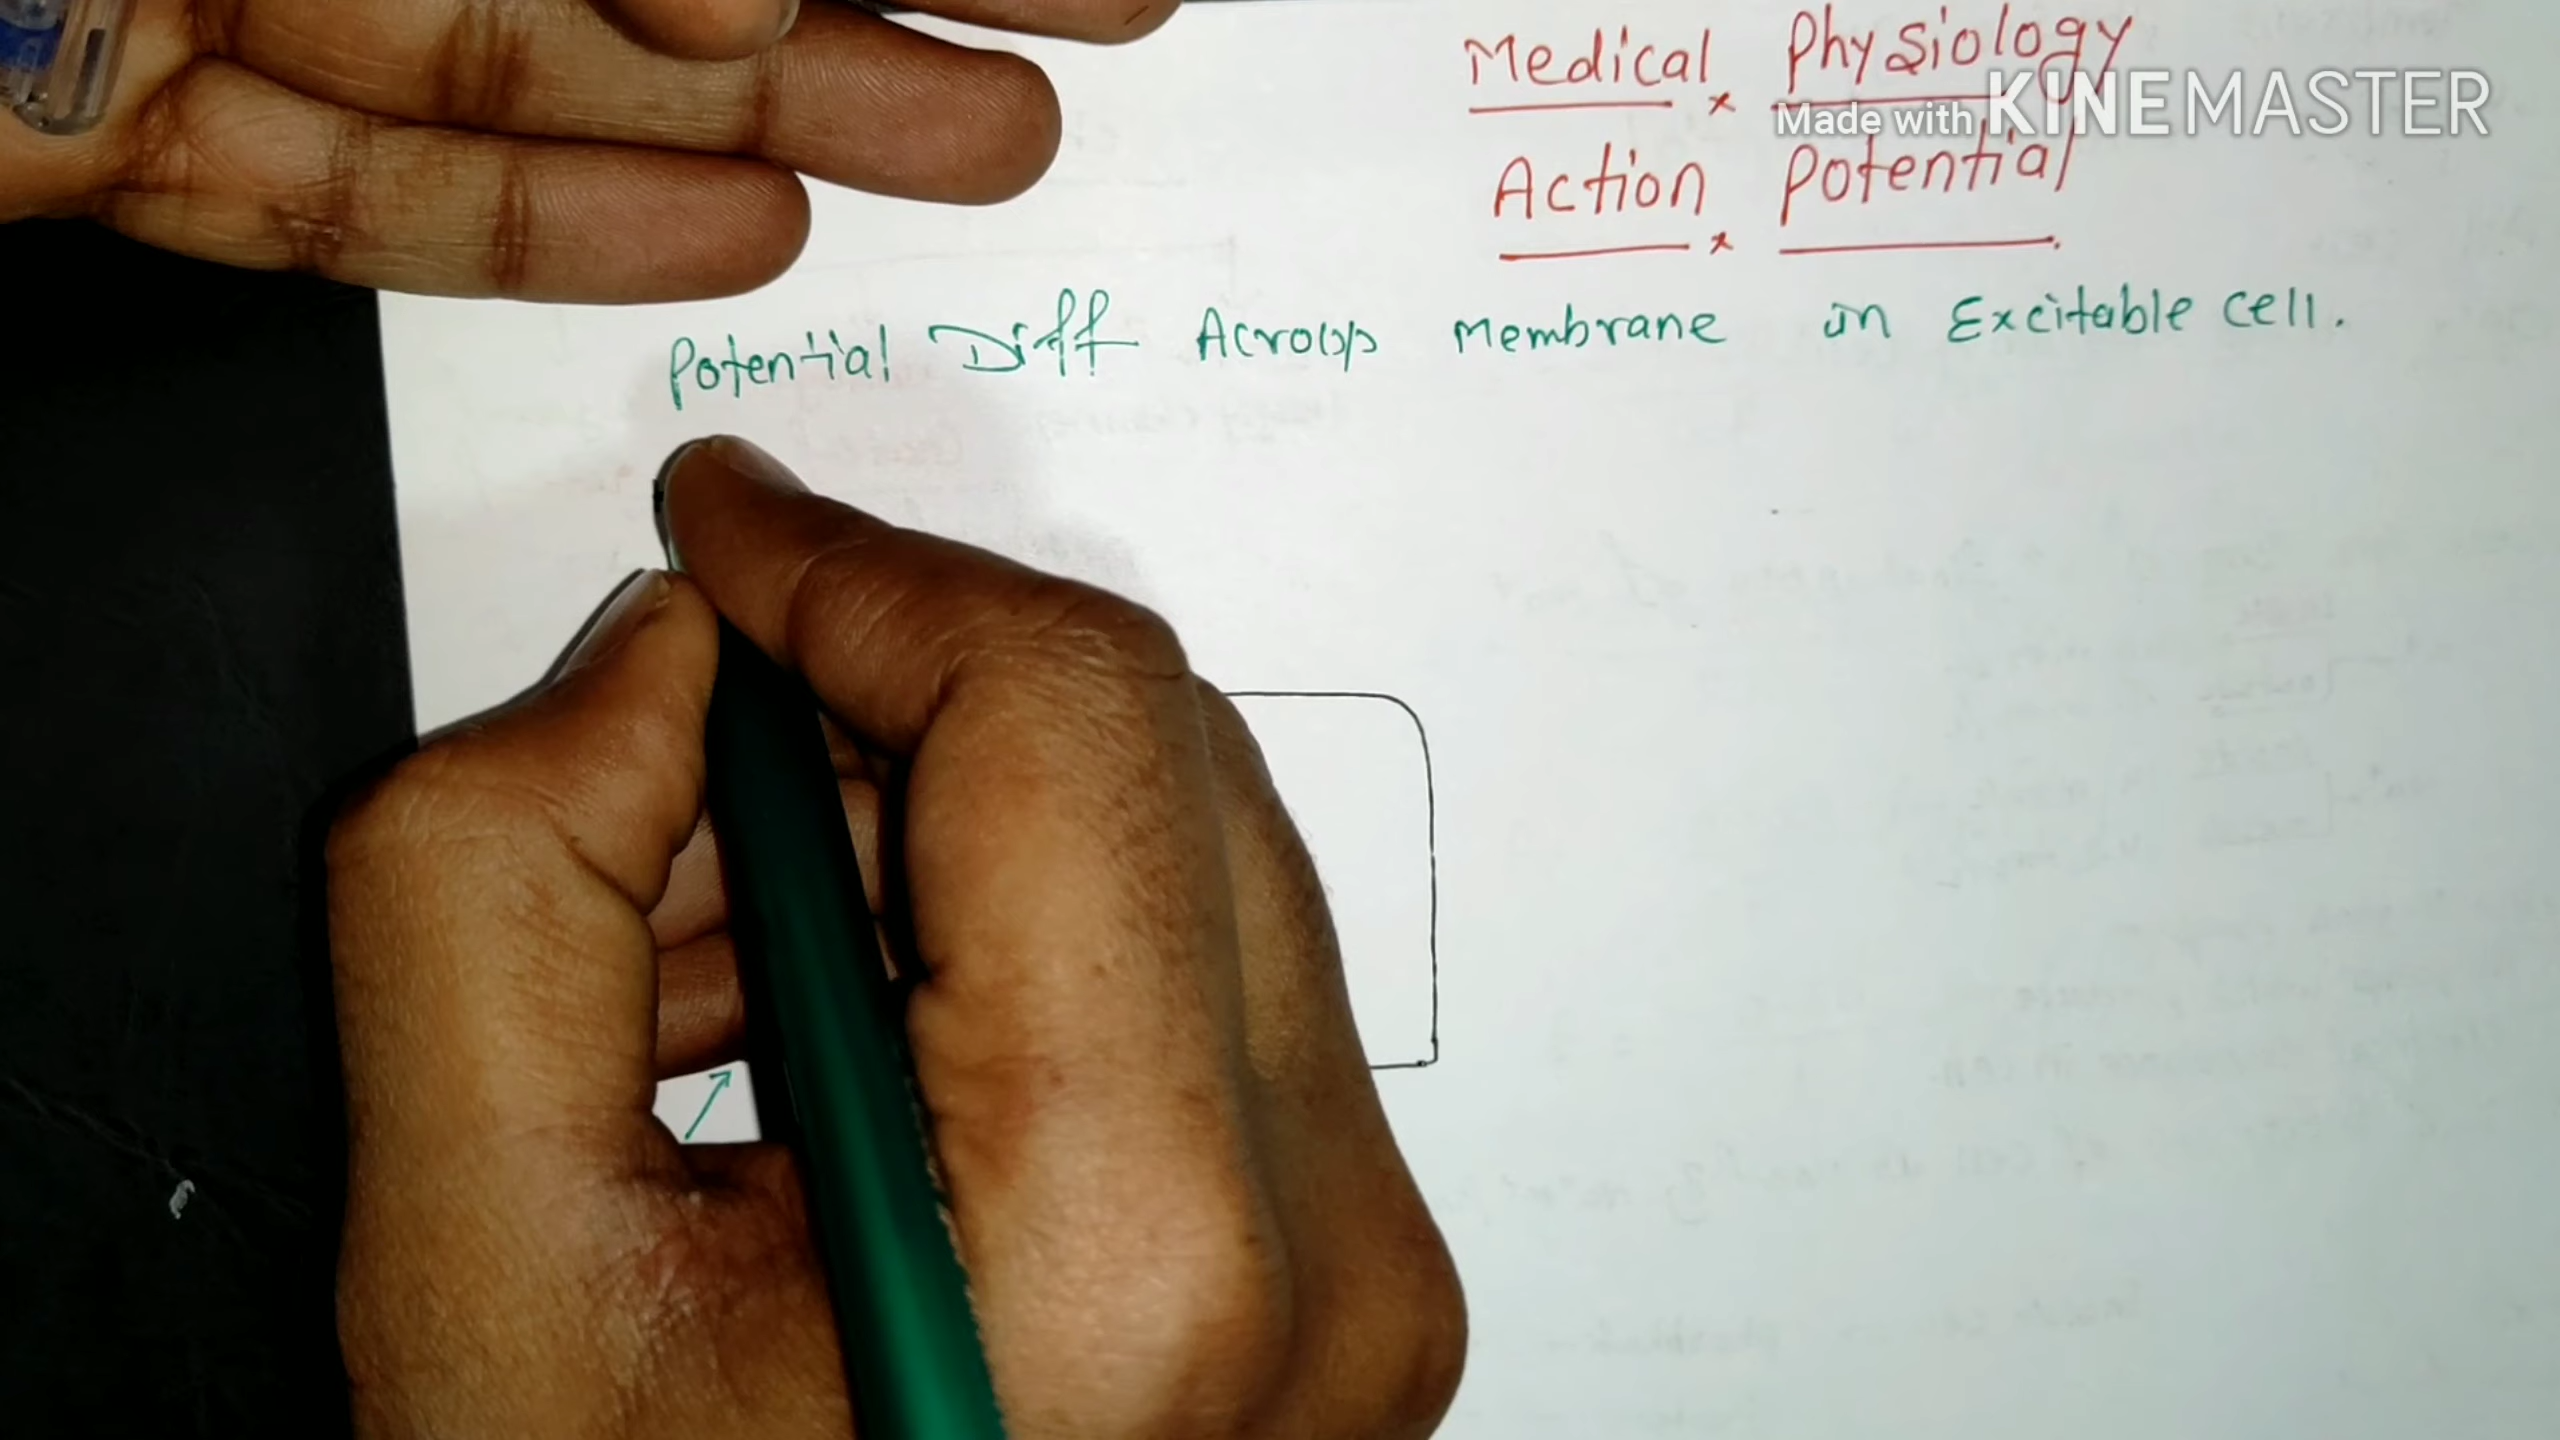 Medical Physiology
Made with KINEMASTER
Action Potential
Potential Diff Across Membrane in Excitable cell.